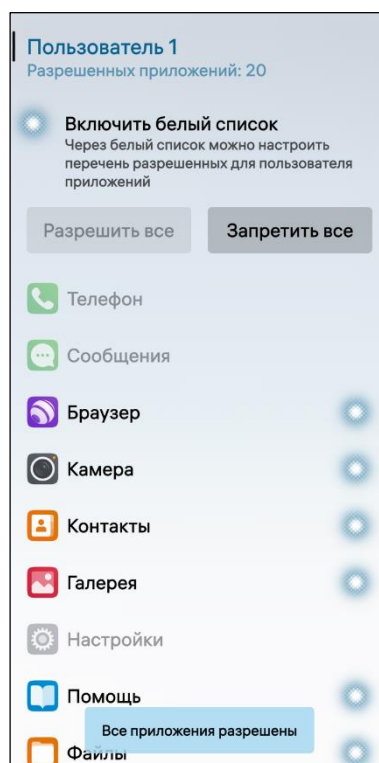 Пользователь 1
Разрешенных приложений: 20
Включить белый список
Через белый список можно настроить
перечень разрешенных для пользователя
приложений
Разрешить все Запретить все
Телефон
Сообщения
Браузер
Камера
Контакты
Галерея
Настройки
Помощь
Все приложения разрешены
Файлы